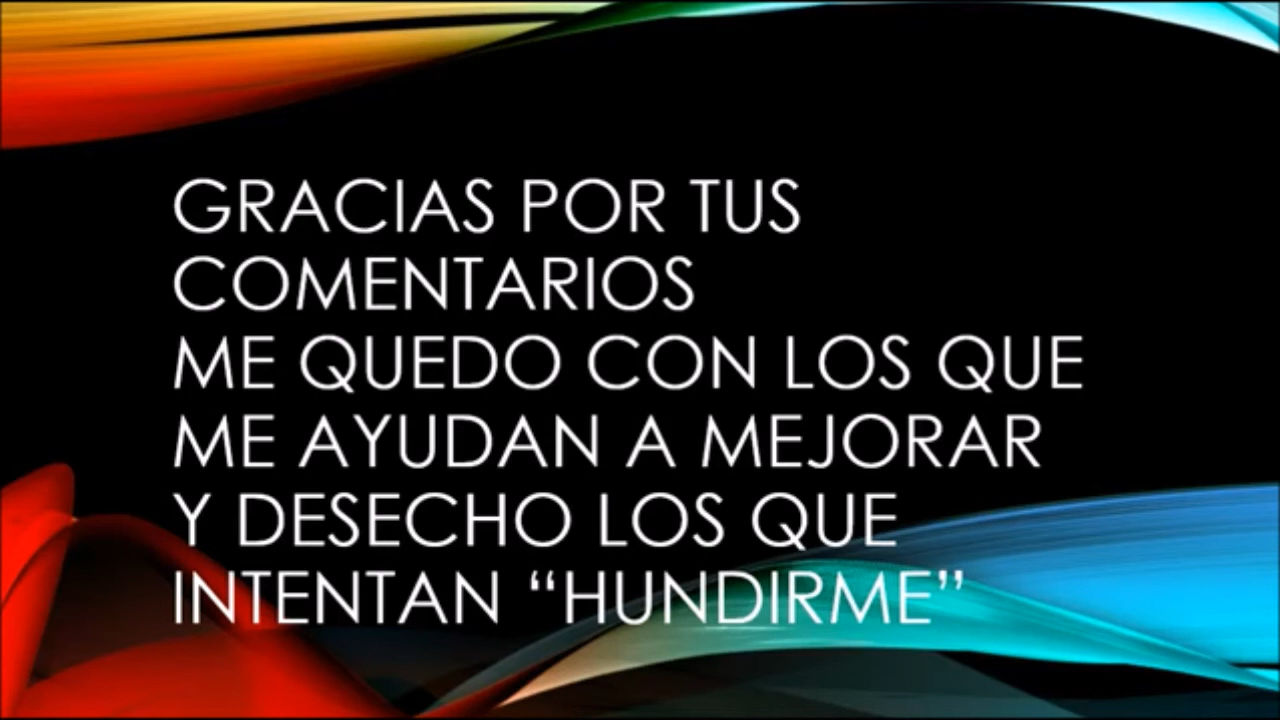 GRACIAS POR TUS
COMENTARIOS
ME QUEDO CON LOS QUE
ME AYUDAN A MEJORAR
Y DESECHO LOS QUE
INTENTAN “HUNDIRME”